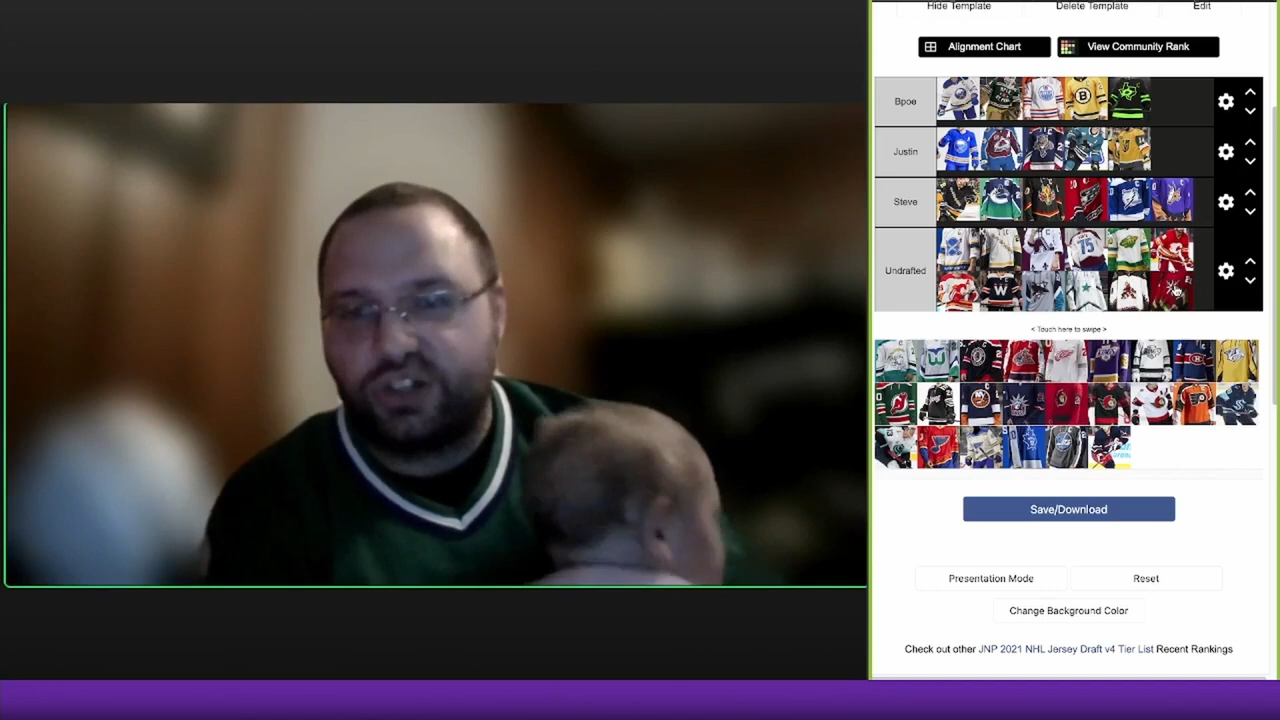 Hide Template Delete Template Edit
Alignment Chart View Community Rank
Bpoe
Justin
Steve
Undrafted
< Touch here to swipe >
Save/Download
Presentation Mode Reset
Change Background Color
Check out other JNP 2021 NHL Jersey Draft v4 Tier List Recent Rankings